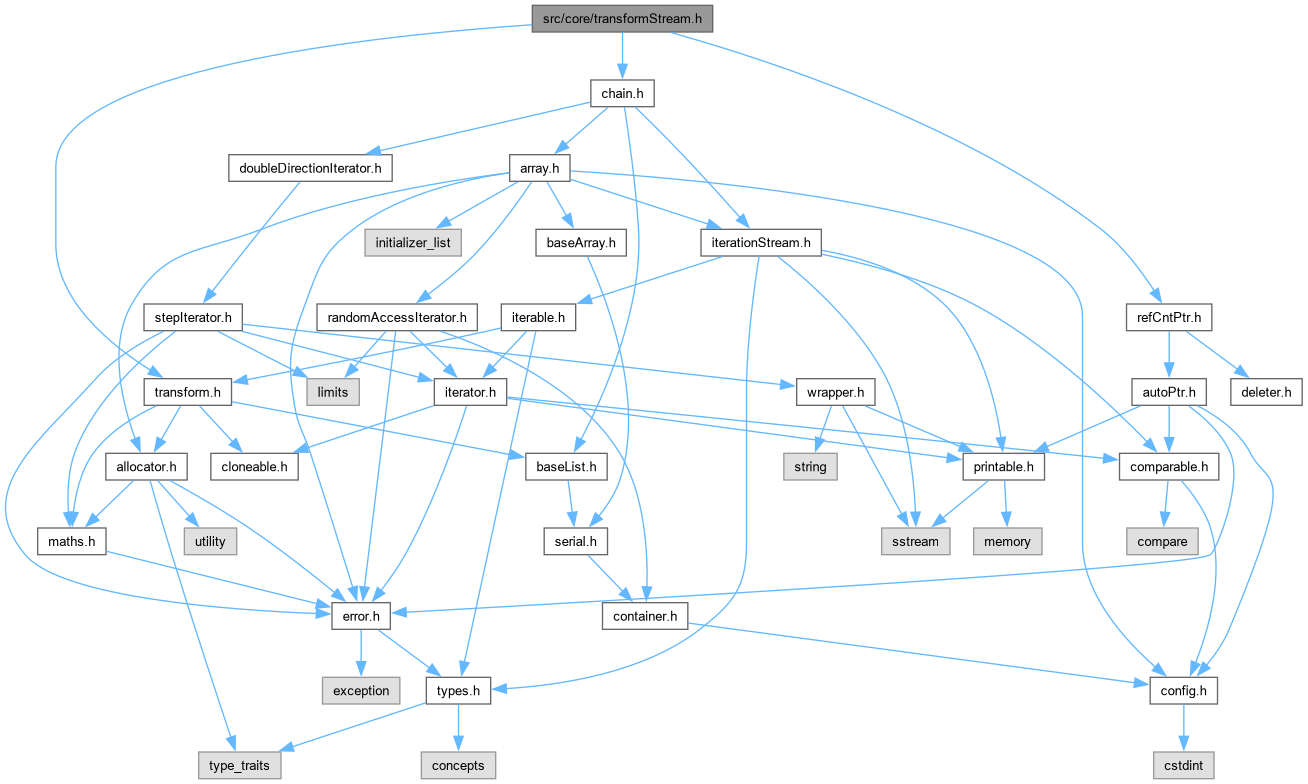 src/core/transformStream.h
chain.h
doubleDirectionIterator.h
array.h
initializer_list
baseArray.h
iterationStream.h
stepIterator.h
randomAccessIterator.h
iterable.h
refCntPtr.h
transform.h
limits
iterator.h
wrapper.h
autoPtr.h
deleter.h
allocator.h
cloneable.h
baseList.h
string
printable.h
comparable.h
maths.h
utility
serial.h
sstream
memory
compare
error.h
container.h
exception
types.h
config.h
type_traits
concepts
cstdint